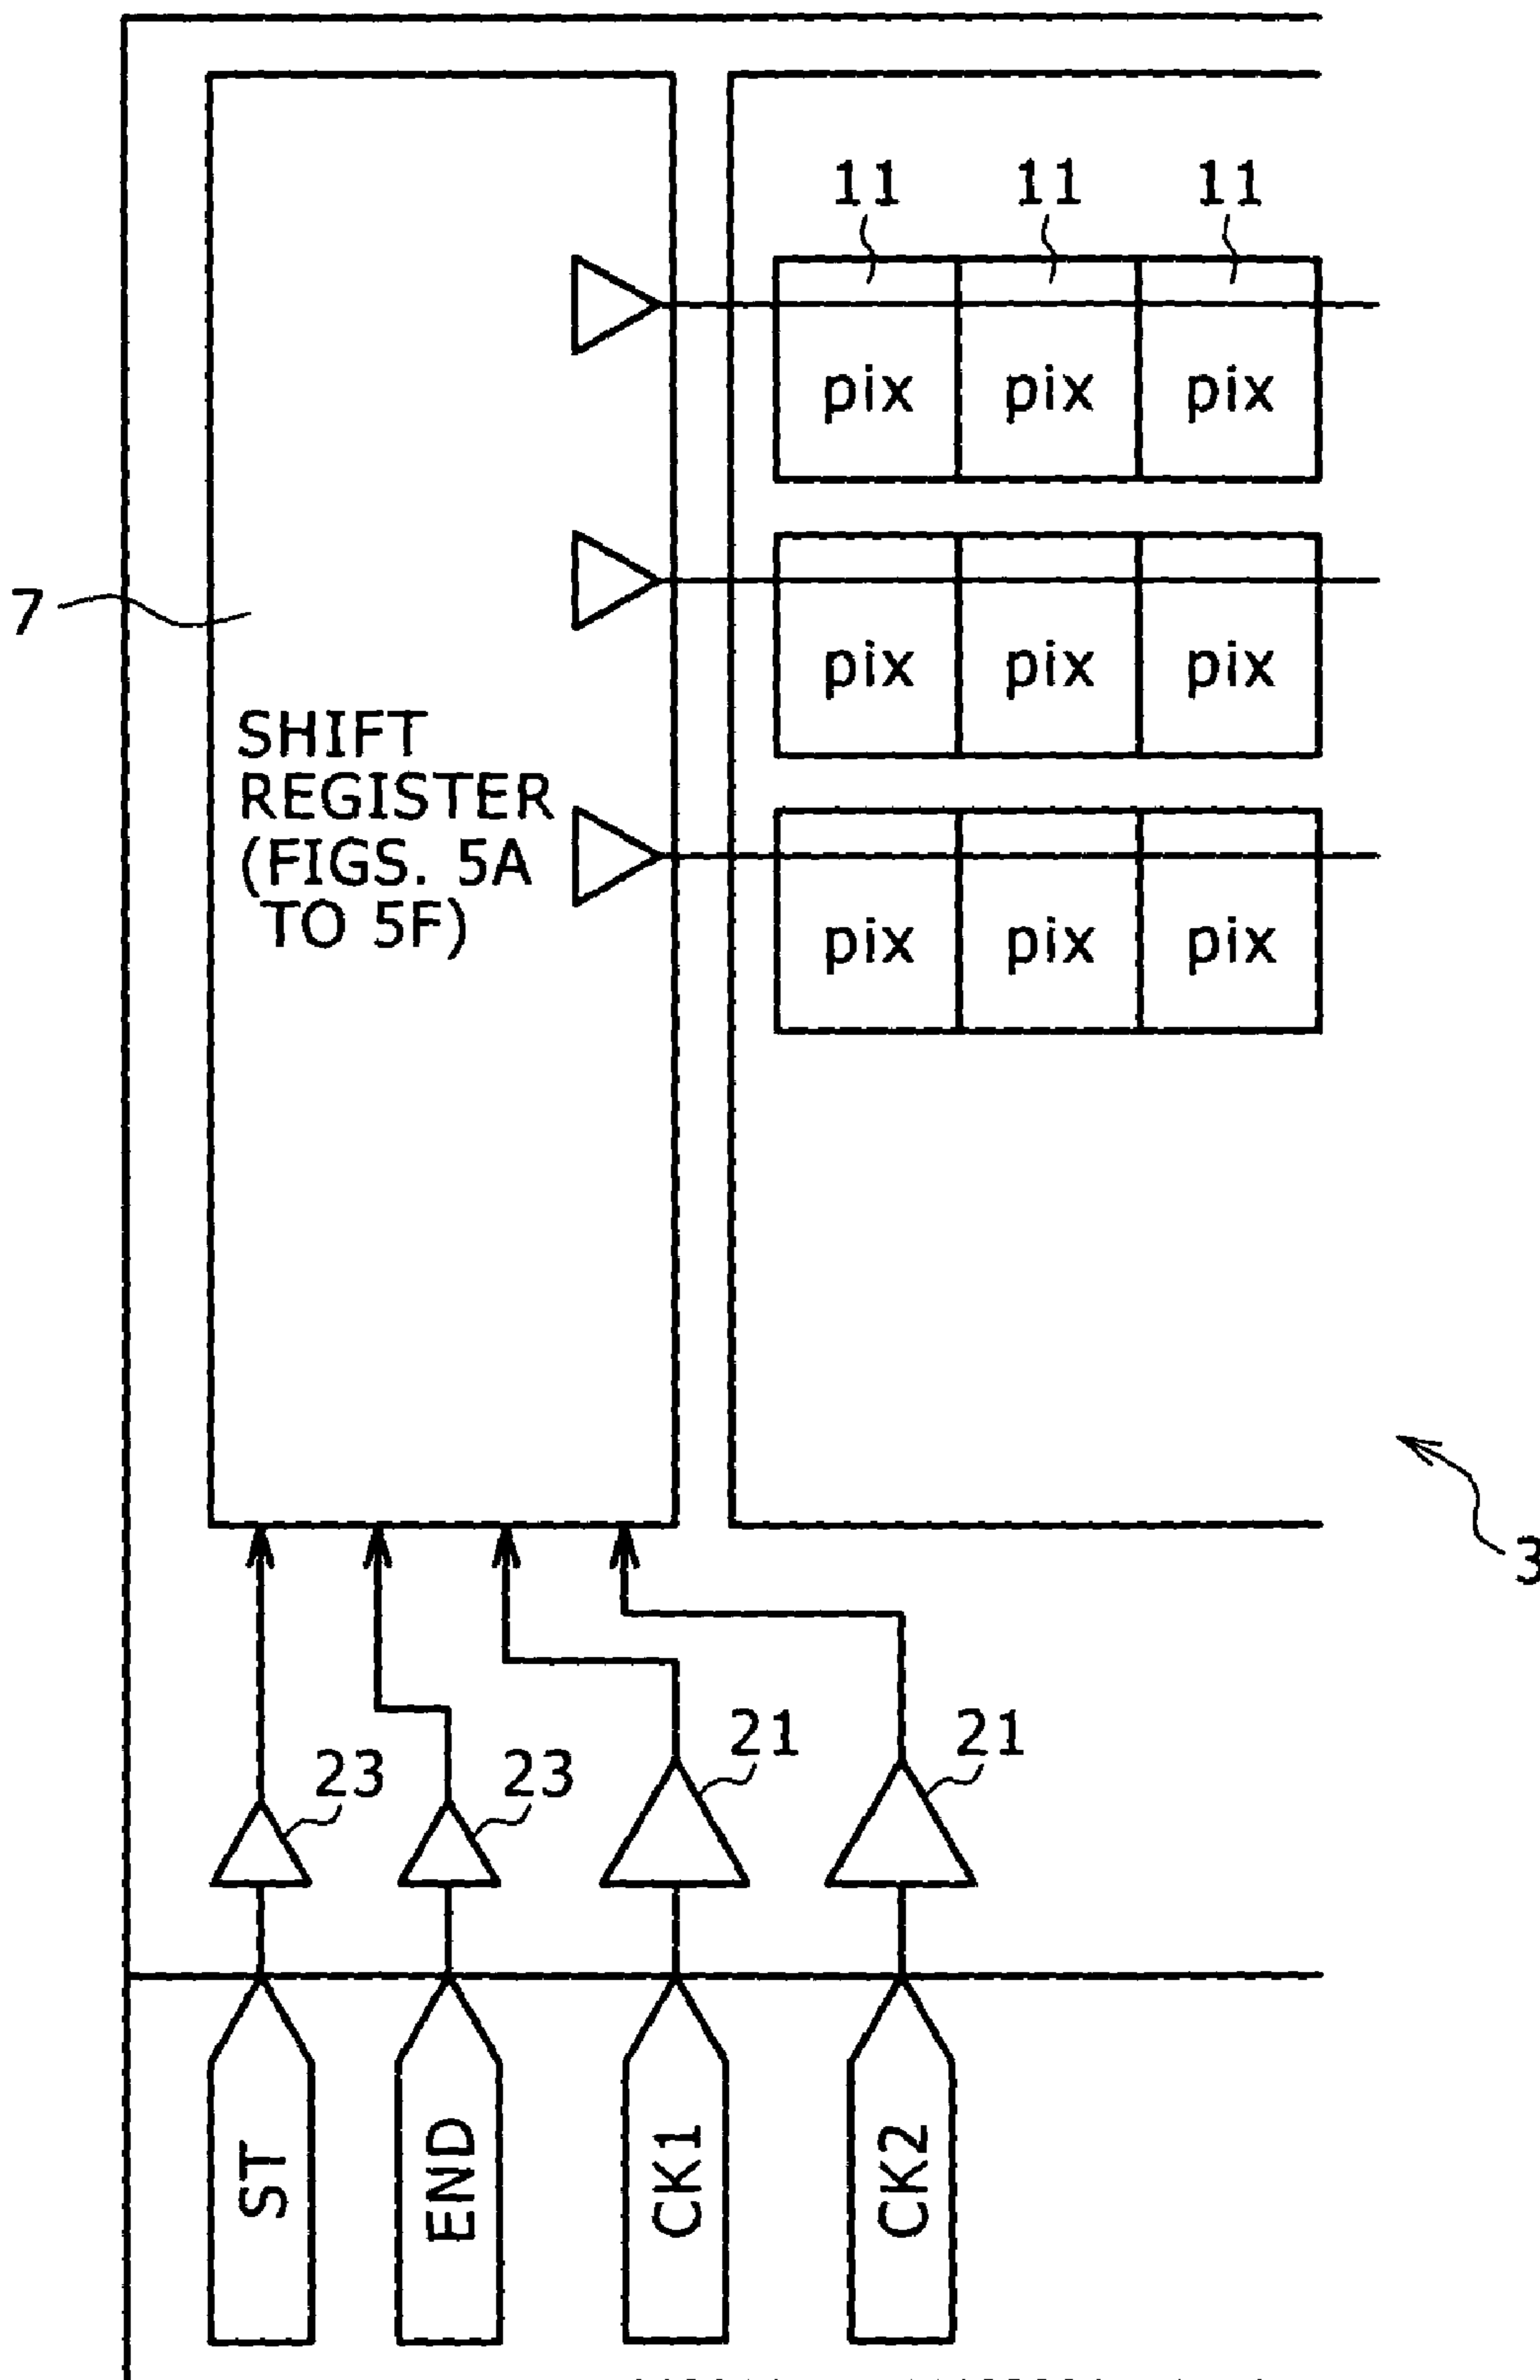 11 11 11
pix pix pix
7
pix pix pix
SHIFT
REGISTER
(FIGS. 5A
TO 5F)
pix pix pix
3
21 21
23 23
ST END CK1 CK2